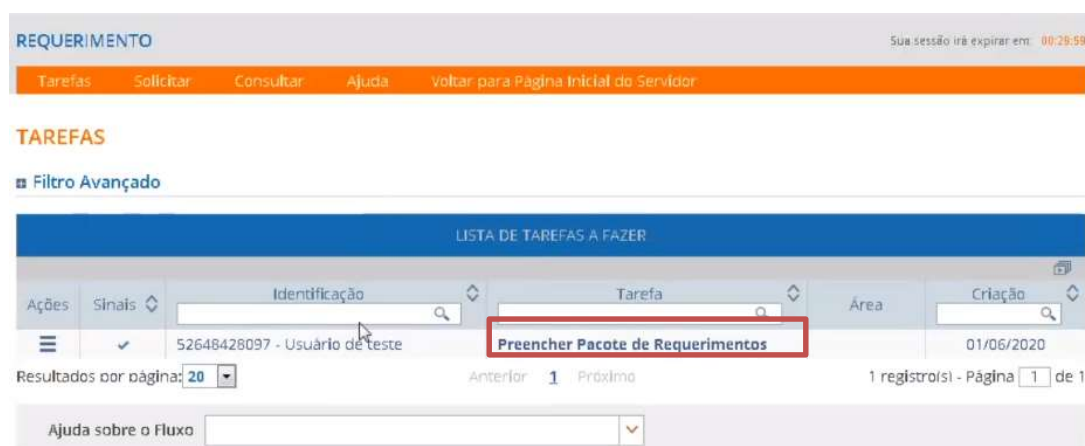 REQUERIMENTO
Sua sessão irá expirar em: 00:29:59
Tarefas Solicitar Consultar Ajuda Voltar para Página Inicial do Servidor
TAREFAS
Filtro Avançado
LISTA DE TAREFAS A FAZER
Ações Sinais Identificação Tarefa Área Criação
52648428097 - Usuário de teste Preencher Pacote de Requerimentos 01/06/2020
Resultados por página: 20 Anterior 1 Próximo 1 registro(s) - Página 1 de 1
Ajuda sobre o Fluxo